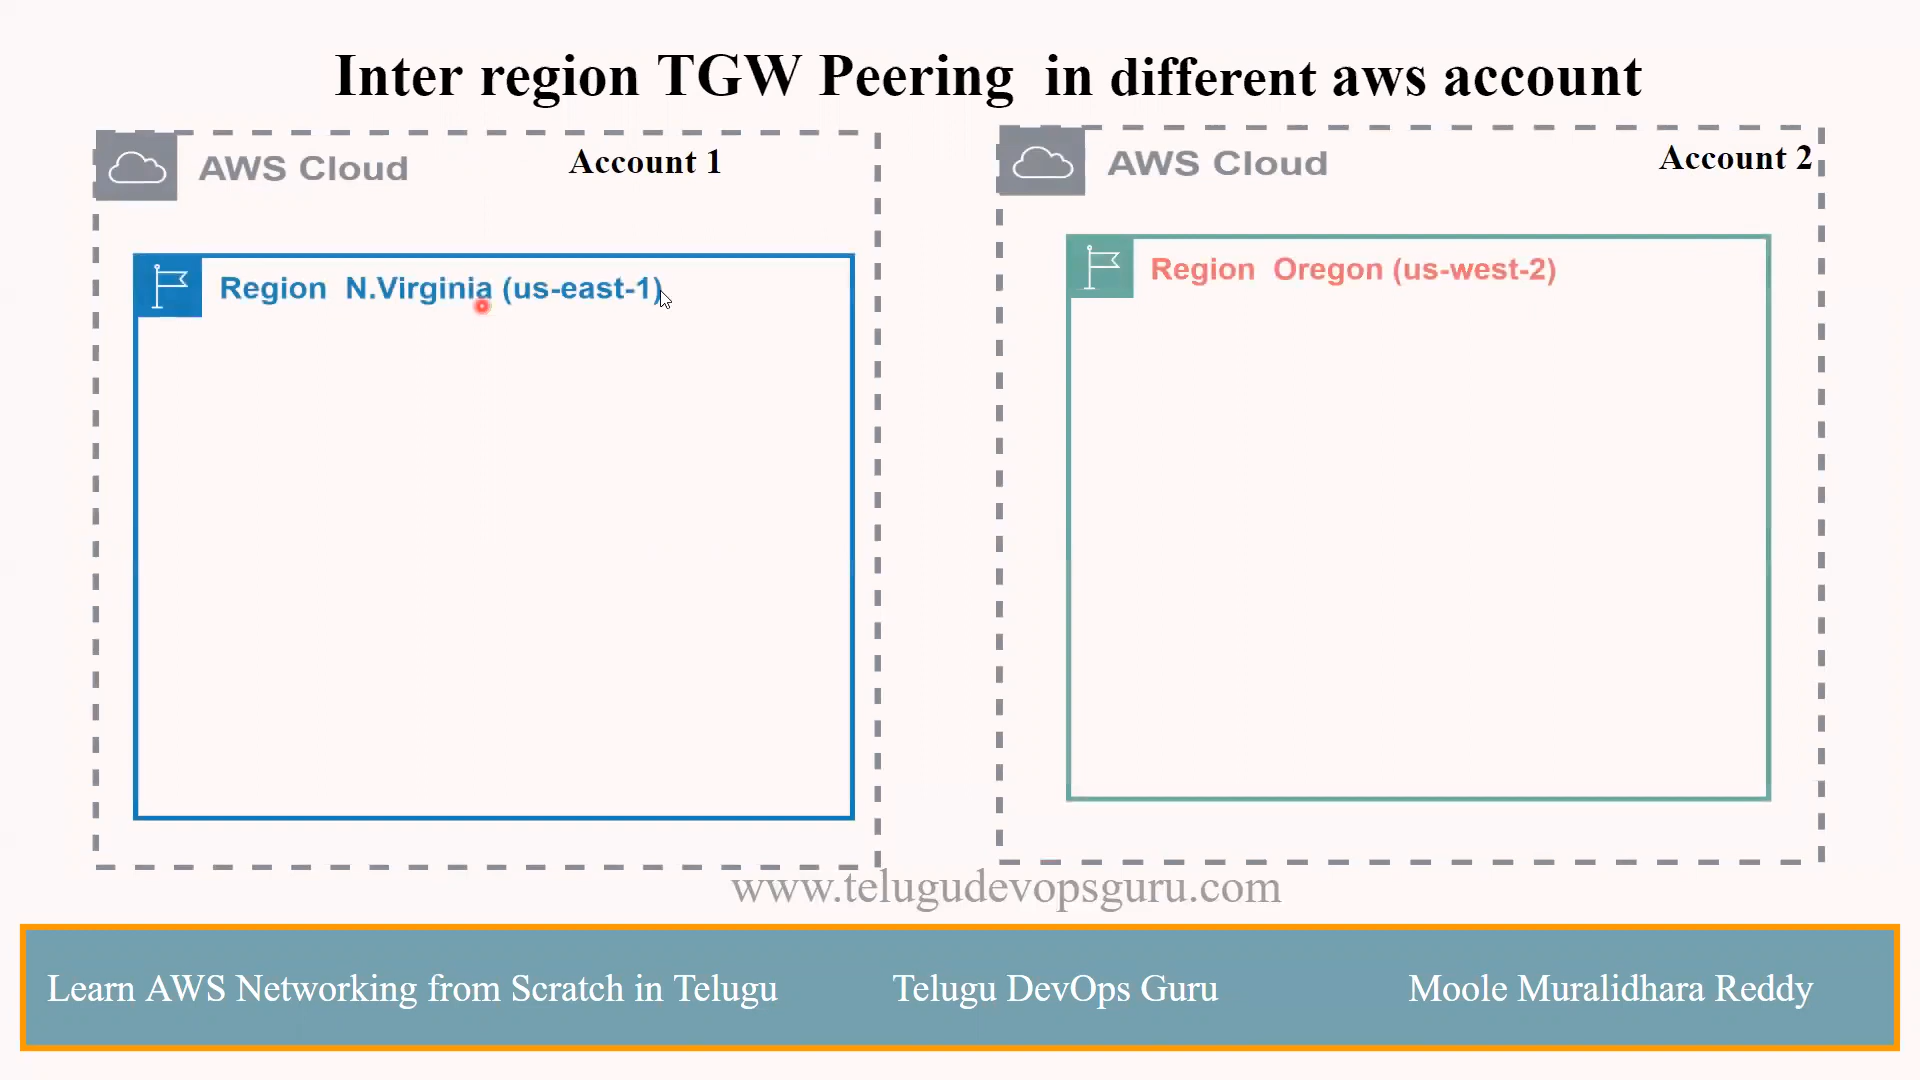 Inter region TGW Peering in different aws account
AWS Cloud
Account 1
Region N.Virginia (us-east-1)
AWS Cloud
Account 2
Region Oregon (us-west-2)
www.telugudevopsguru.com
Learn AWS Networking from Scratch in Telugu
Telugu DevOps Guru
Moole Muralidhara Reddy